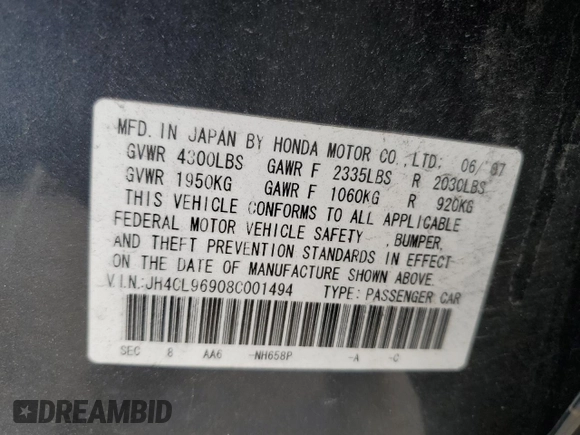 MFD. IN JAPAN BY HONDA MOTOR CO.,LTD. 06/'07
GVWR 4300LBS GAWR F 2335LBS R 2030LBS
GVWR 1950KG GAWR F 1060KG R 920KG
THIS VEHICLE CONFORMS TO ALL APPLICABLE
FEDERAL MOTOR VEHICLE SAFETY , BUMPER,
AND THEFT PREVENTION STANDARDS IN EFFECT
ON THE DATE OF MANUFACTURE SHOWN ABOVE.
V.I.N.:JH4CL96908C001494 TYPE: PASSENGER CAR
SEC 8 AA6 -NH658P -A -C
DREAMBID